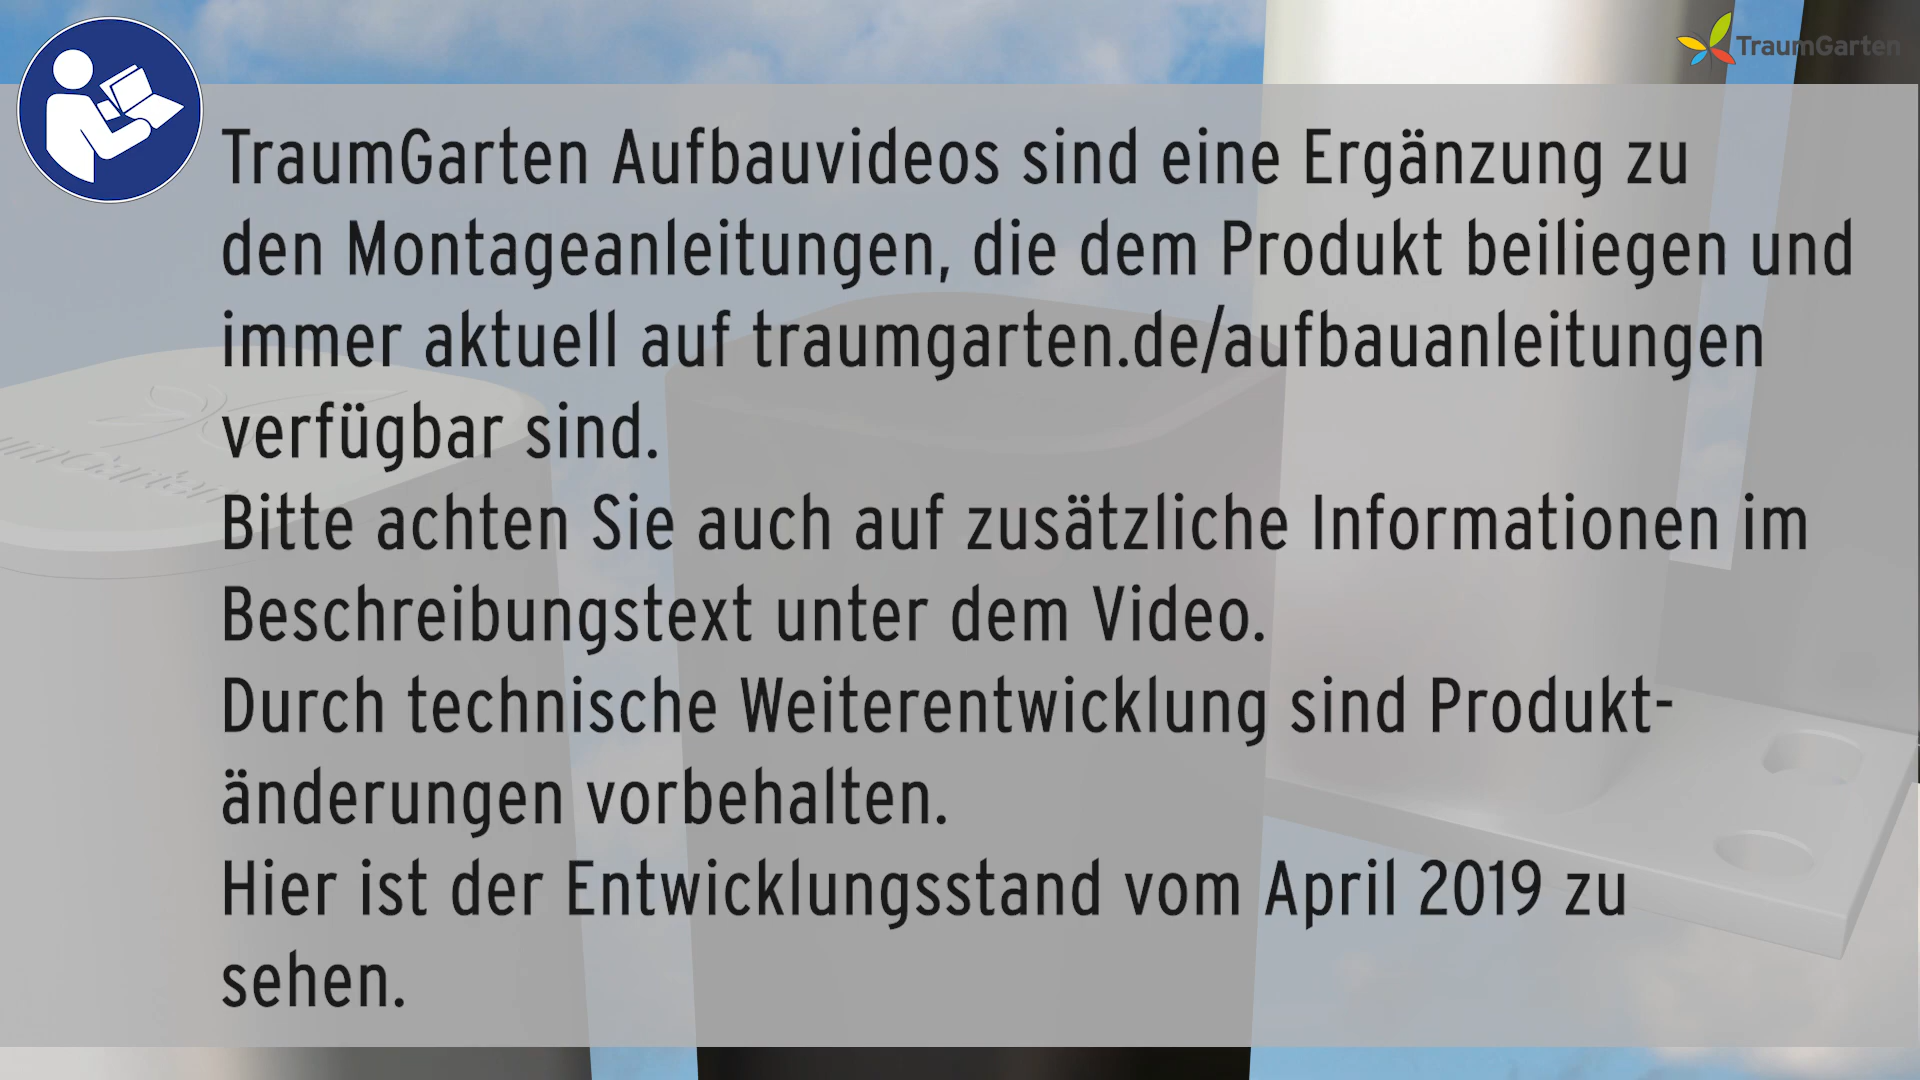 TraumGarten
TraumGarten Aufbauvideos sind eine Ergänzung zu
den Montageanleitungen, die dem Produkt beiliegen und
immer aktuell auf traumgarten.de/aufbauanleitungen
verfügbar sind.
Bitte achten Sie auch auf zusätzliche Informationen im
Beschreibungstext unter dem Video.
Durch technische Weiterentwicklung sind Produkt-
änderungen vorbehalten.
Hier ist der Entwicklungsstand vom April 2019 zu
sehen.